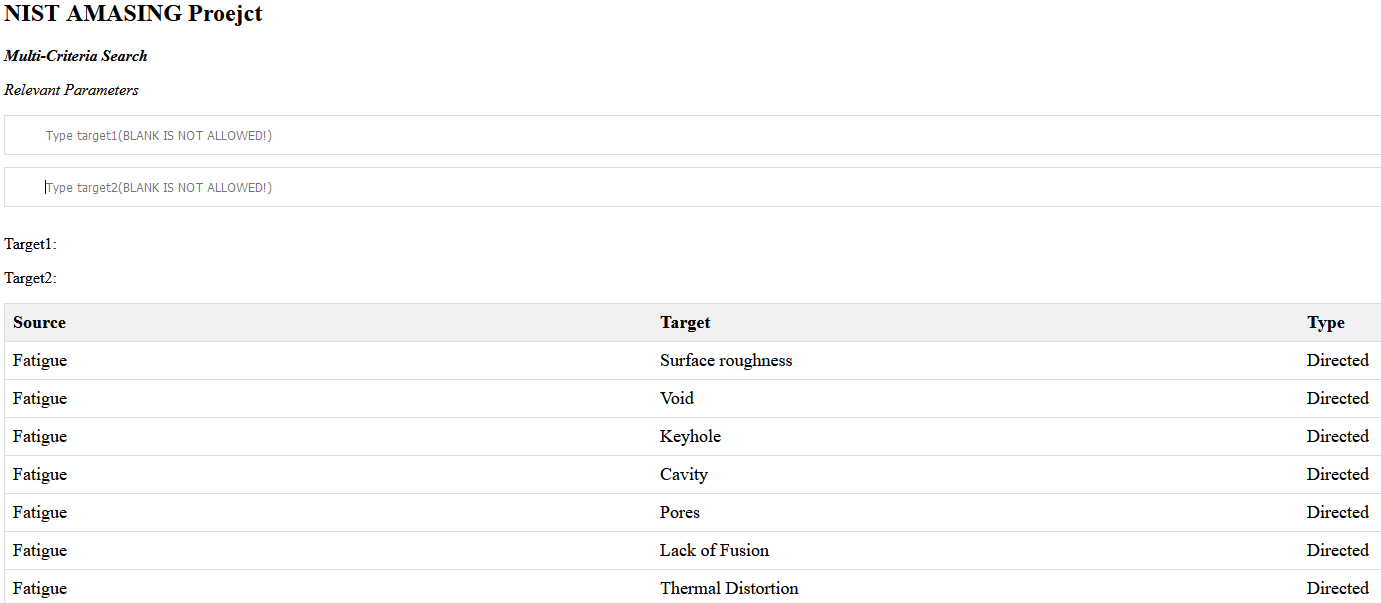 NIST AMASING Proejct
Multi-Criteria Search
Relevant Parameters
Type target1(BLANK IS NOT ALLOWED!)
Type target2(BLANK IS NOT ALLOWED!)
Target1:
Target2:
Source Target Type
Fatigue Surface roughness Directed
Fatigue Void Directed
Fatigue Keyhole Directed
Fatigue Cavity Directed
Fatigue Pores Directed
Fatigue Lack of Fusion Directed
Fatigue Thermal Distortion Directed